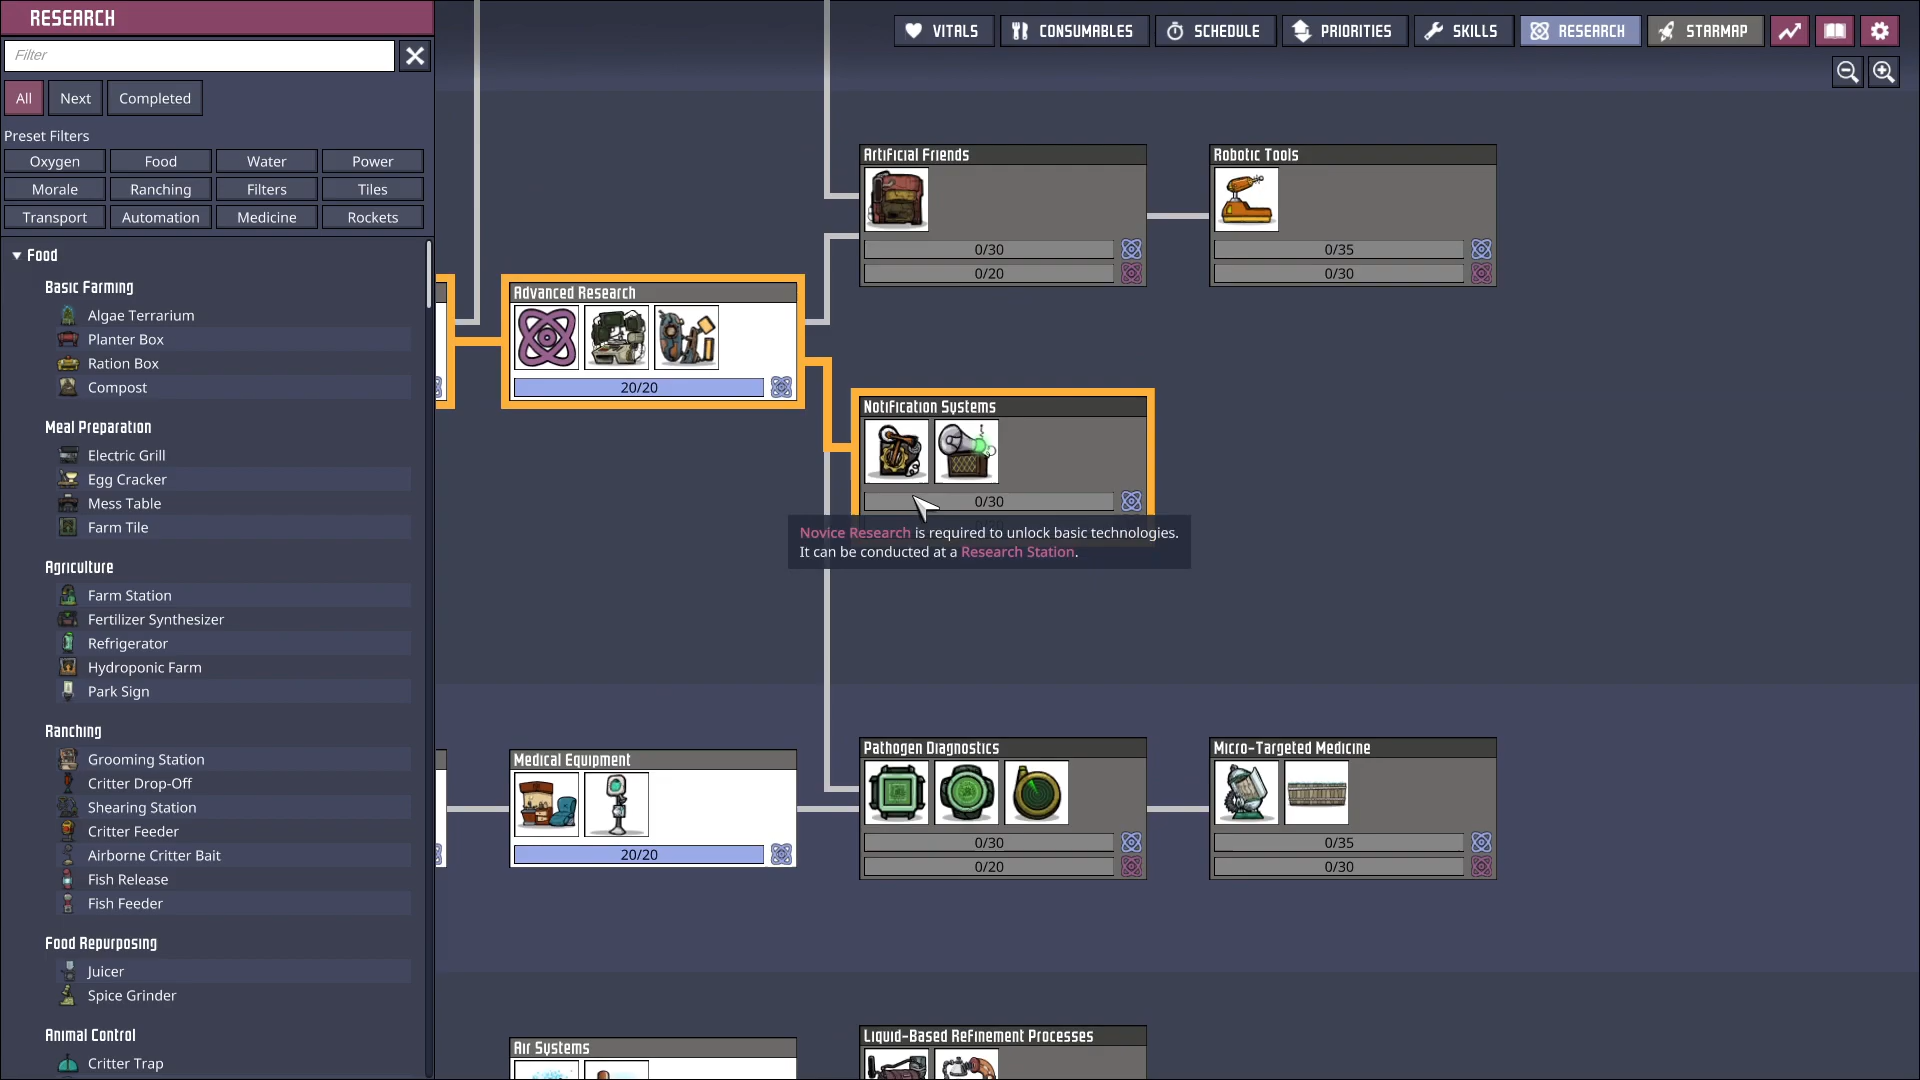 RESEARCH
VITALS
CONSUMABLES
SCHEDULE
PRIORITIES
SKILLS
RESEARCH
STARMAP
Filter
All
Next
Completed
Preset Filters
Oxygen
Food
Water
Power
Morale
Ranching
Filters
Tiles
Transport
Automation
Medicine
Rockets
Food
Basic Farming
Algae Terrarium
Planter Box
Ration Box
Compost
Meal Preparation
Electric Grill
Egg Cracker
Mess Table
Farm Tile
Agriculture
Farm Station
Fertilizer Synthesizer
Refrigerator
Hydroponic Farm
Park Sign
Ranching
Grooming Station
Critter Drop-Off
Shearing Station
Critter Feeder
Airborne Critter Bait
Fish Release
Fish Feeder
Food Repurposing
Juicer
Spice Grinder
Animal Control
Critter Trap
Artificial Friends
0/30
0/20
Robotic Tools
0/35
0/30
Advanced Research
20/20
Notification Systems
0/30
Novice Research is required to unlock basic technologies.
It can be conducted at a Research Station.
Medical Equipment
20/20
Pathogen Diagnostics
0/30
0/20
Micro-Targeted Medicine
0/35
0/30
Air Systems
Liquid-Based Refinement Processes